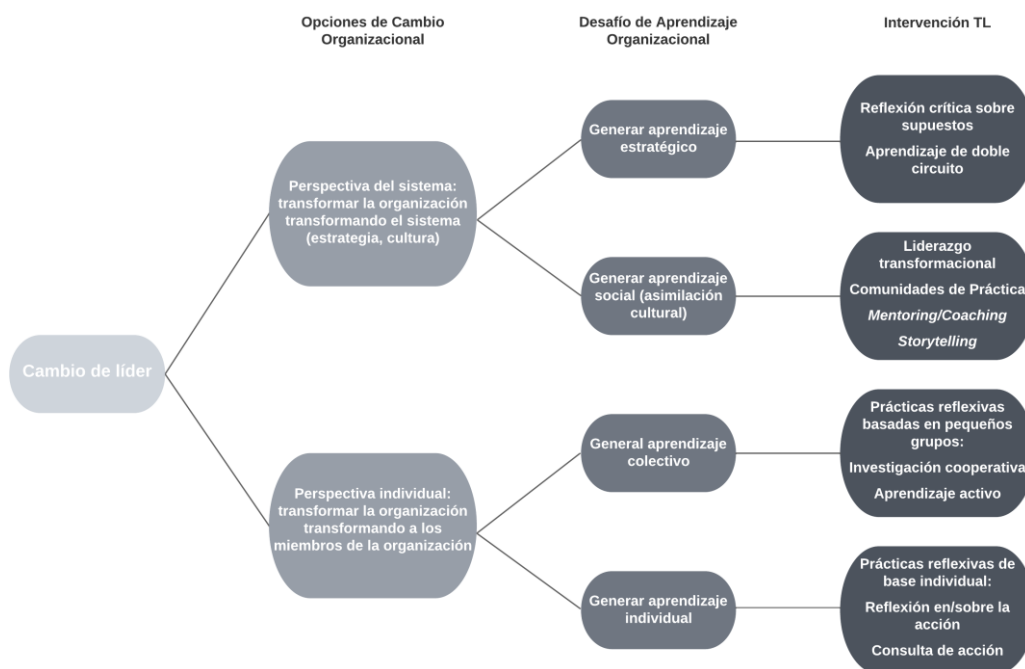 Opciones de Cambio
Organizacional
Desafío de Aprendizaje
Organizacional
Intervención TL
Cambio de líder
Perspectiva del sistema:
transformar la organización
transformando el sistema
(estrategia, cultura)
Perspectiva individual:
transformar la organización
transformando a los
miembros de la organización
Generar aprendizaje
estratégico
Generar aprendizaje
social (asimilación
cultural)
General aprendizaje
colectivo
Generar aprendizaje
individual
Reflexión crítica sobre
supuestos
Aprendizaje de doble
circuito
Liderazgo
transformacional
Comunidades de Práctica
Mentoring/Coaching
Storytelling
Prácticas reflexivas
basadas en pequeños
grupos:
Investigación cooperativa
Aprendizaje activo
Prácticas reflexivas de
base individual:
Reflexión en/sobre la
acción
Consulta de acción